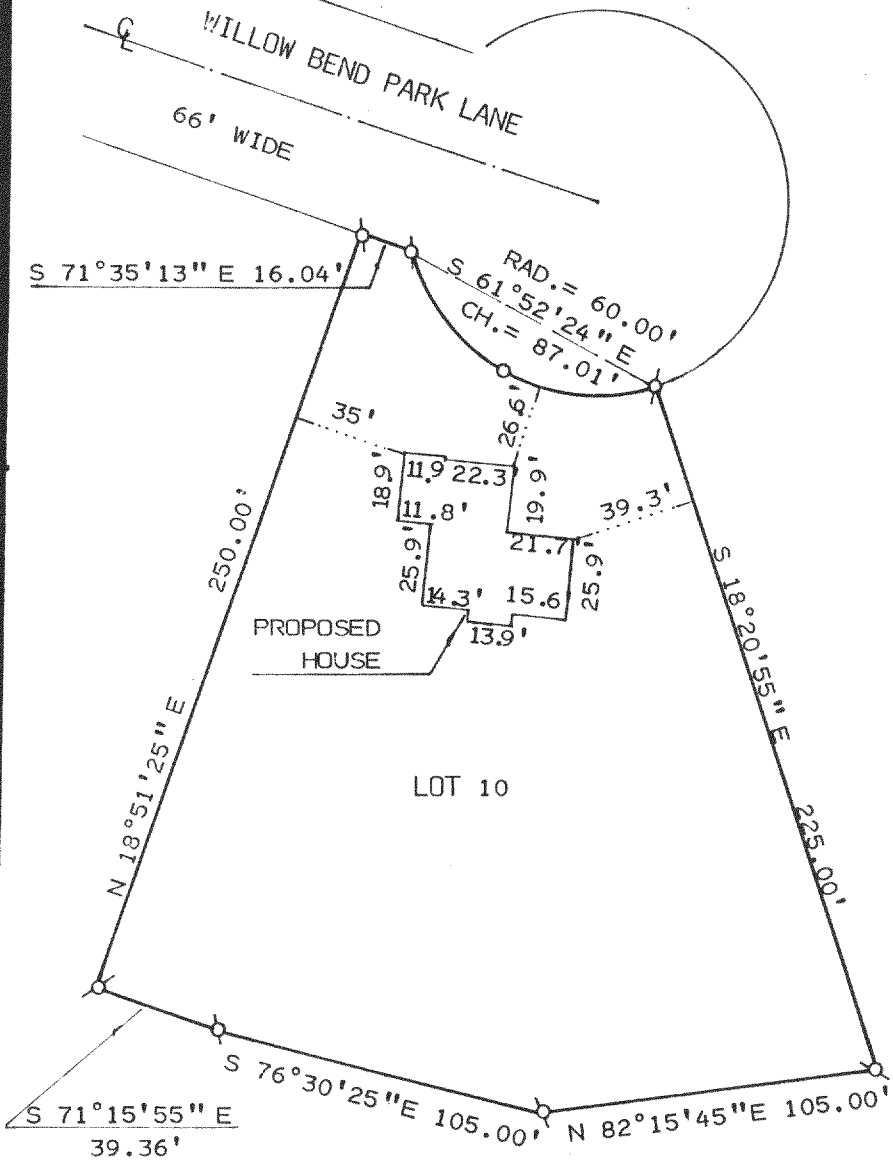 ℄
WILLOW BEND PARK LANE
66' WIDE
S 71°35'13" E 16.04'
RAD.= 60.00'
S 61°52'24" E
CH.= 87.01'
26.6'
35'
18.9'
11.9
22.3'
19.9'
11.8'
39.3'
21.7'
25.9'
25.9'
14.3'
15.6
13.9'
PROPOSED
HOUSE
250.00'
N 18°51'25" E
S 18°20'55" E
225.00'
LOT 10
S 76°30'25"E 105.00'
N 82°15'45"E 105.00'
S 71°15'55" E
39.36'